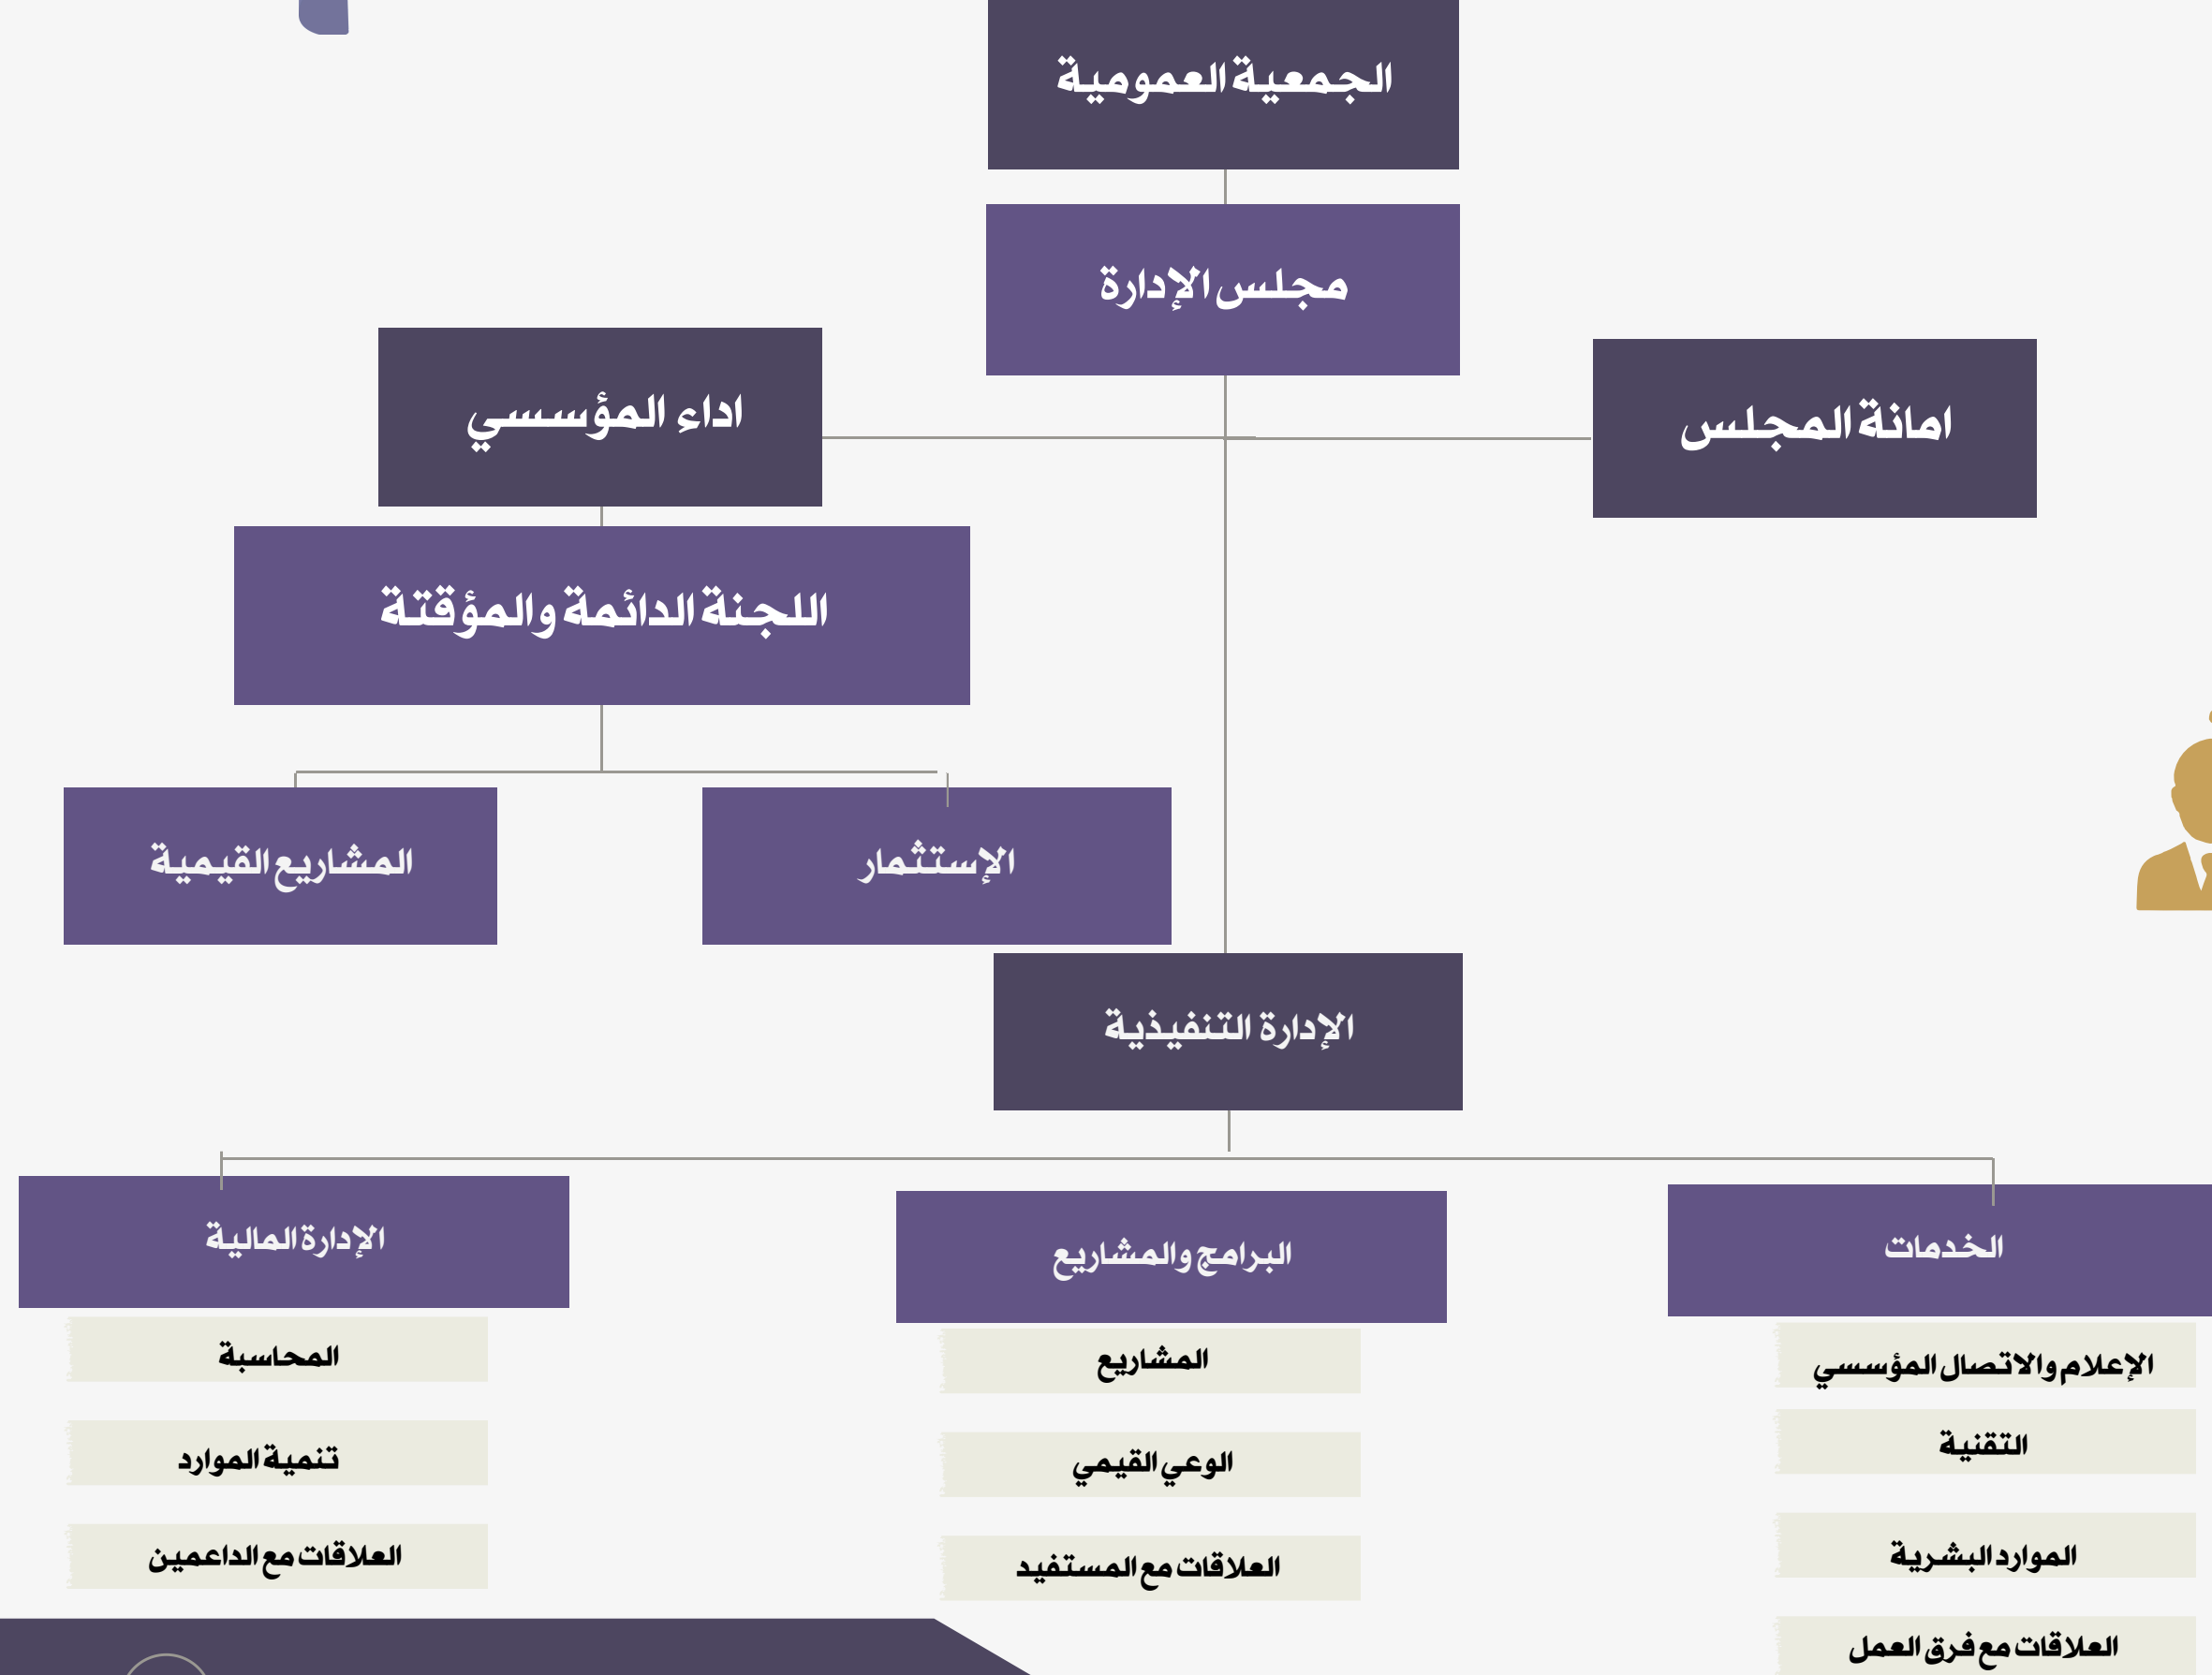 الجمعية العمومية
مجلس الإدارة
امانة المجلس
اداء المؤسسي
اللجنة الدائمة والمؤقتة
الإستثمار
المشاريع القيمية
الإدارة التنفيذية
الخدمات
الإعلام والاتصال المؤسسي
التقنية
الموارد البشرية
العلاقات مع فرق العمل
البرامج والمشاريع
المشاريع
الوعي القيمي
العلاقات مع المستفيد
الإدارة المالية
المحاسبة
تنمية الموارد
العلاقات مع الداعمين